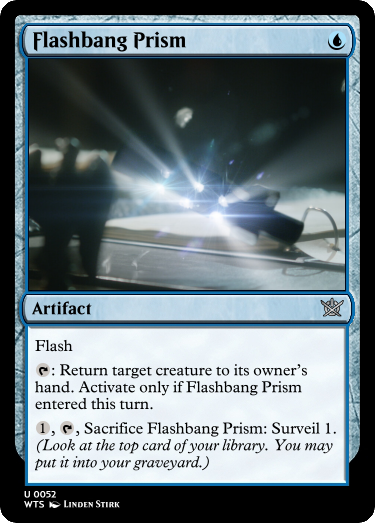 Flashbang Prism
Artifact
Flash
: Return target creature to its owner's
hand. Activate only if Flashbang Prism
entered this turn.
1, , Sacrifice Flashbang Prism: Surveil 1.
(Look at the top card of your library. You may
put it into your graveyard.)
U 0052
WTS Linden Stirk